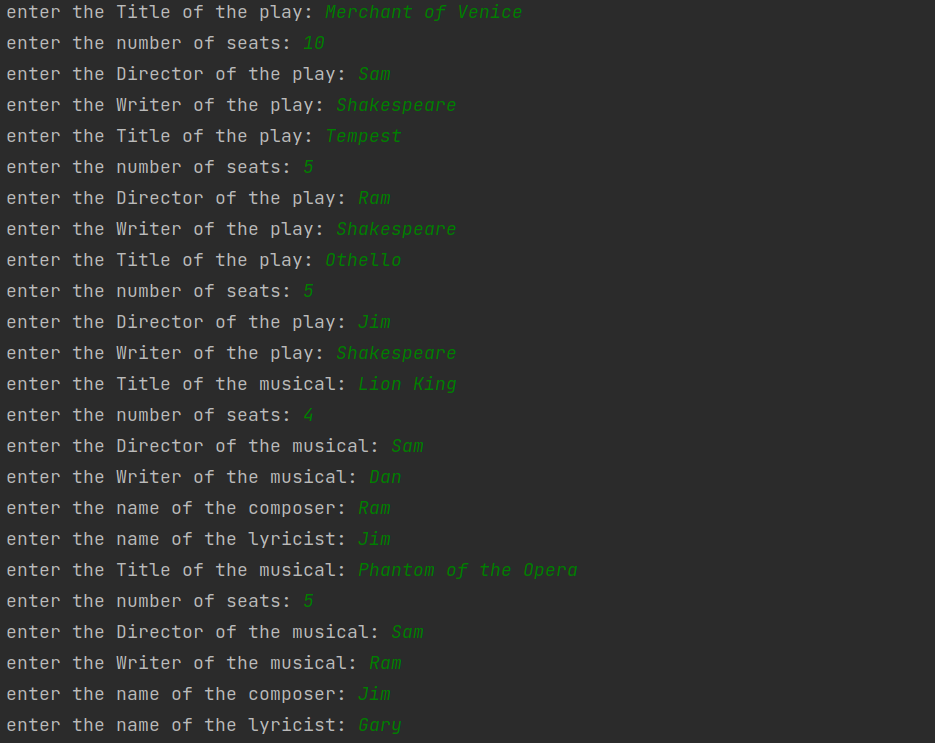 enter the Title of the play: Merchant of Venice
enter the number of seats: 10
enter the Director of the play: Sam
enter the Writer of the play: Shakespeare
enter the Title of the play: Tempest
enter the number of seats: 5
enter the Director of the play: Ram
enter the Writer of the play: Shakespeare
enter the Title of the play: Othello
enter the number of seats: 5
enter the Director of the play: Jim
enter the Writer of the play: Shakespeare
enter the Title of the musical: Lion King
enter the number of seats: 4
enter the Director of the musical: Sam
enter the Writer of the musical: Dan
enter the name of the composer: Ram
enter the name of the lyricist: Jim
enter the Title of the musical: Phantom of the Opera
enter the number of seats: 5
enter the Director of the musical: Sam
enter the Writer of the musical: Ram
enter the name of the composer: Jim
enter the name of the lyricist: Gary